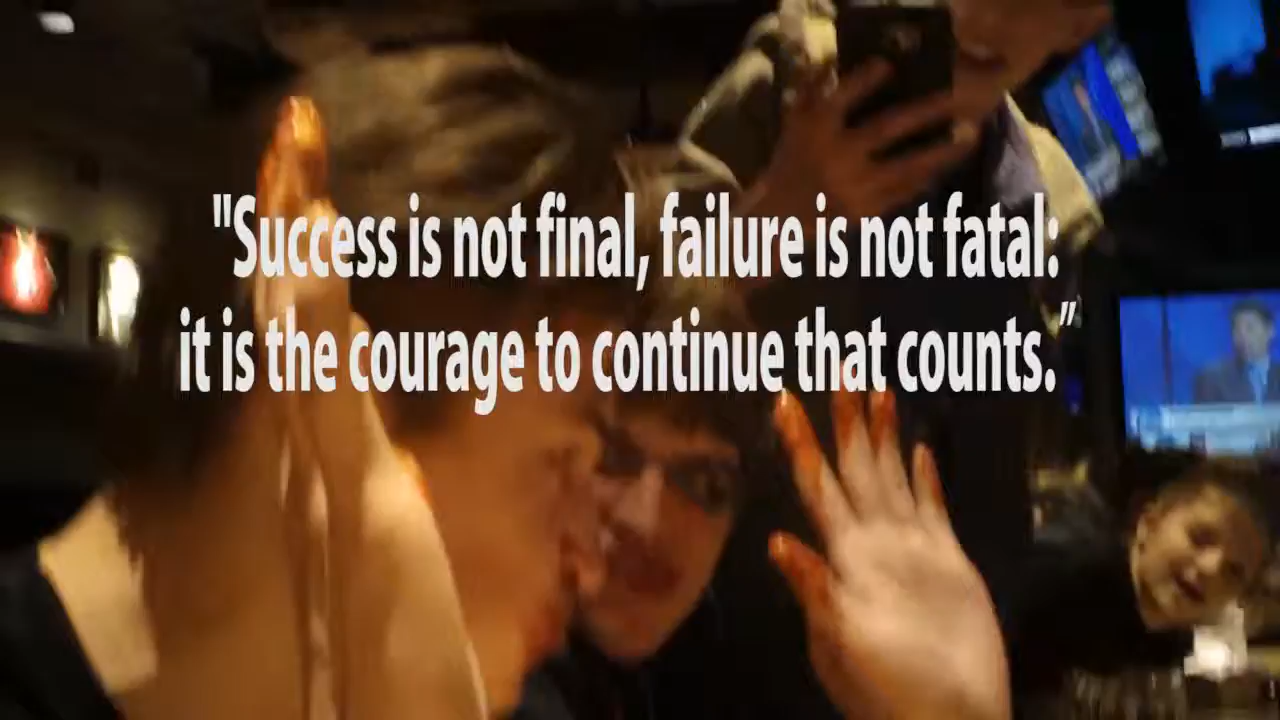 "Success is not final, failure is not fatal:
it is the courage to continue that counts.”